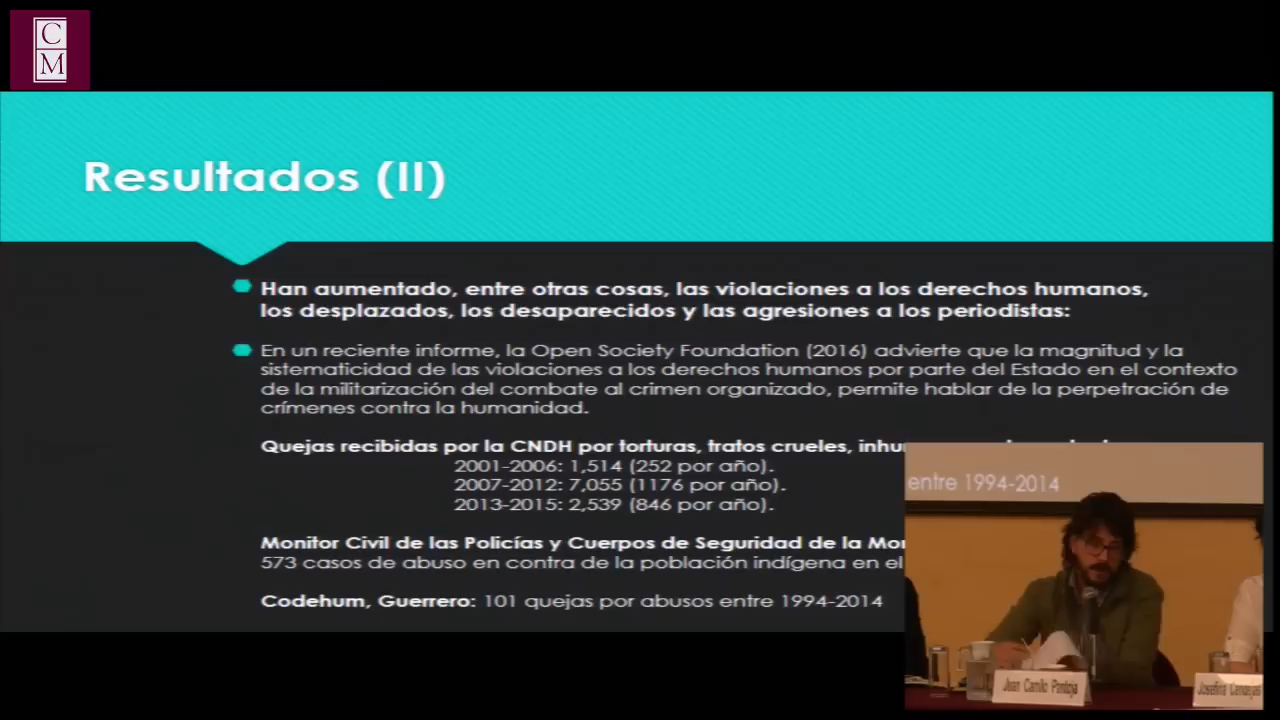 C
M
Resultados (II)
Han aumentado, entre otras cosas, las violaciones a los derechos humanos,
los desplazados, los desaparecidos y las agresiones a los periodistas:
En un reciente informe, la Open Society Foundation (2016) advierte que la magnitud y la
sistematicidad de las violaciones a los derechos humanos por parte del Estado en el contexto
de la militarización del combate al crimen organizado, permite hablar de la perpetración de
crímenes contra la humanidad.
Quejas recibidas por la CNDH por torturas, tratos crueles,
2001-2006: 1,514 (252 por año).
2007-2012: 7,055 (1176 por año).
2013-2015: 2,539 (846 por año).
Monitor Civil de las Policías y Cuerpos de Seguridad de la
573 casos de abuso en contra de la población indígena en el
Codehum, Guerrero: 101 quejas por abusos entre 1994-2014
entre 1994-2014
Juan Camilo Pantoja
Josefina